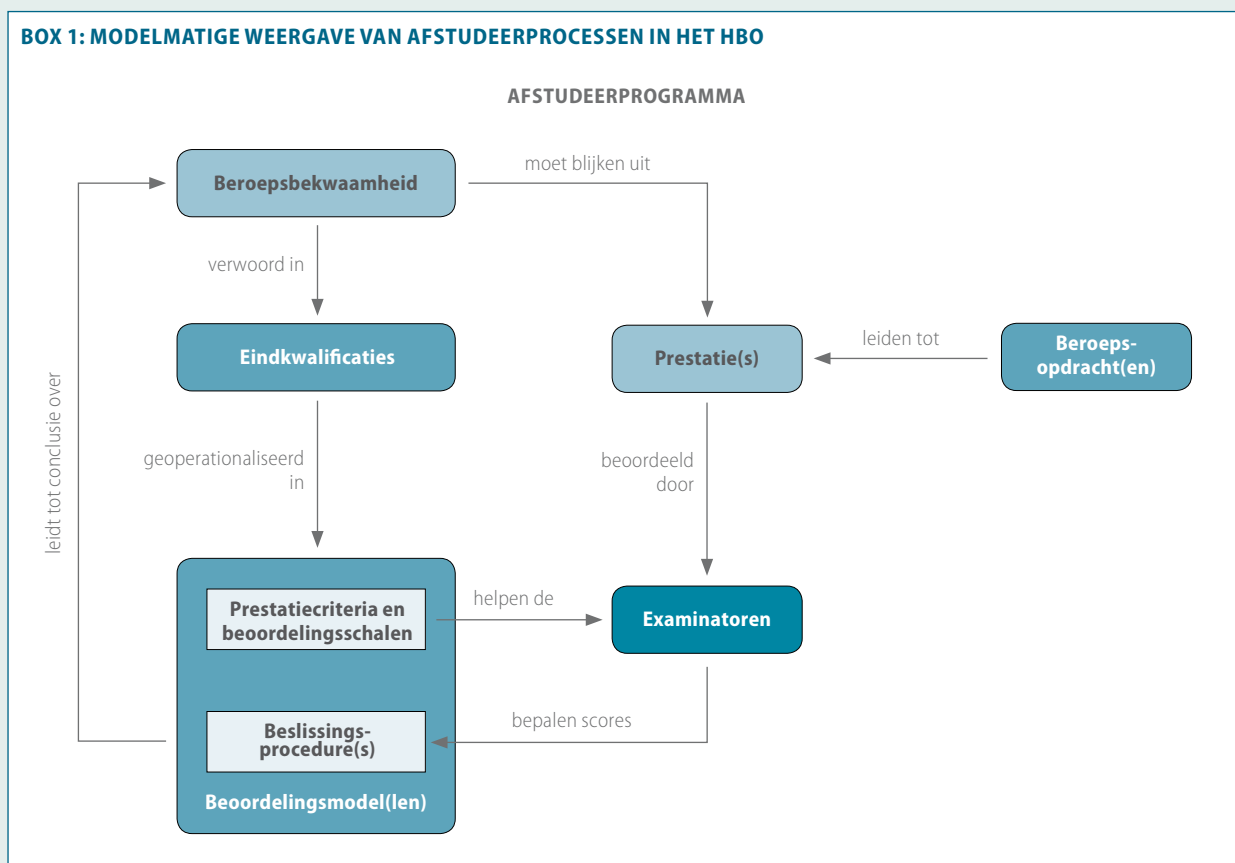 BOX 1: MODELMATIGE WEERGAVE VAN AFSTUDEERPROCESSEN IN HET HBO
AFSTUDEERPROGRAMMA
Beroepsbekwaamheid
moet blijken uit
verwoord in
Eindkwalificaties
Prestatie(s)
leiden tot
Beroeps-
opdracht(en)
leidt tot conclusie over
geoperationaliseerd
in
beoordeeld
door
Prestatiecriteria en
beoordelingsschalen
helpen de
Examinatoren
Beslissings-
procedure(s)
bepalen scores
Beoordelingsmodel(len)